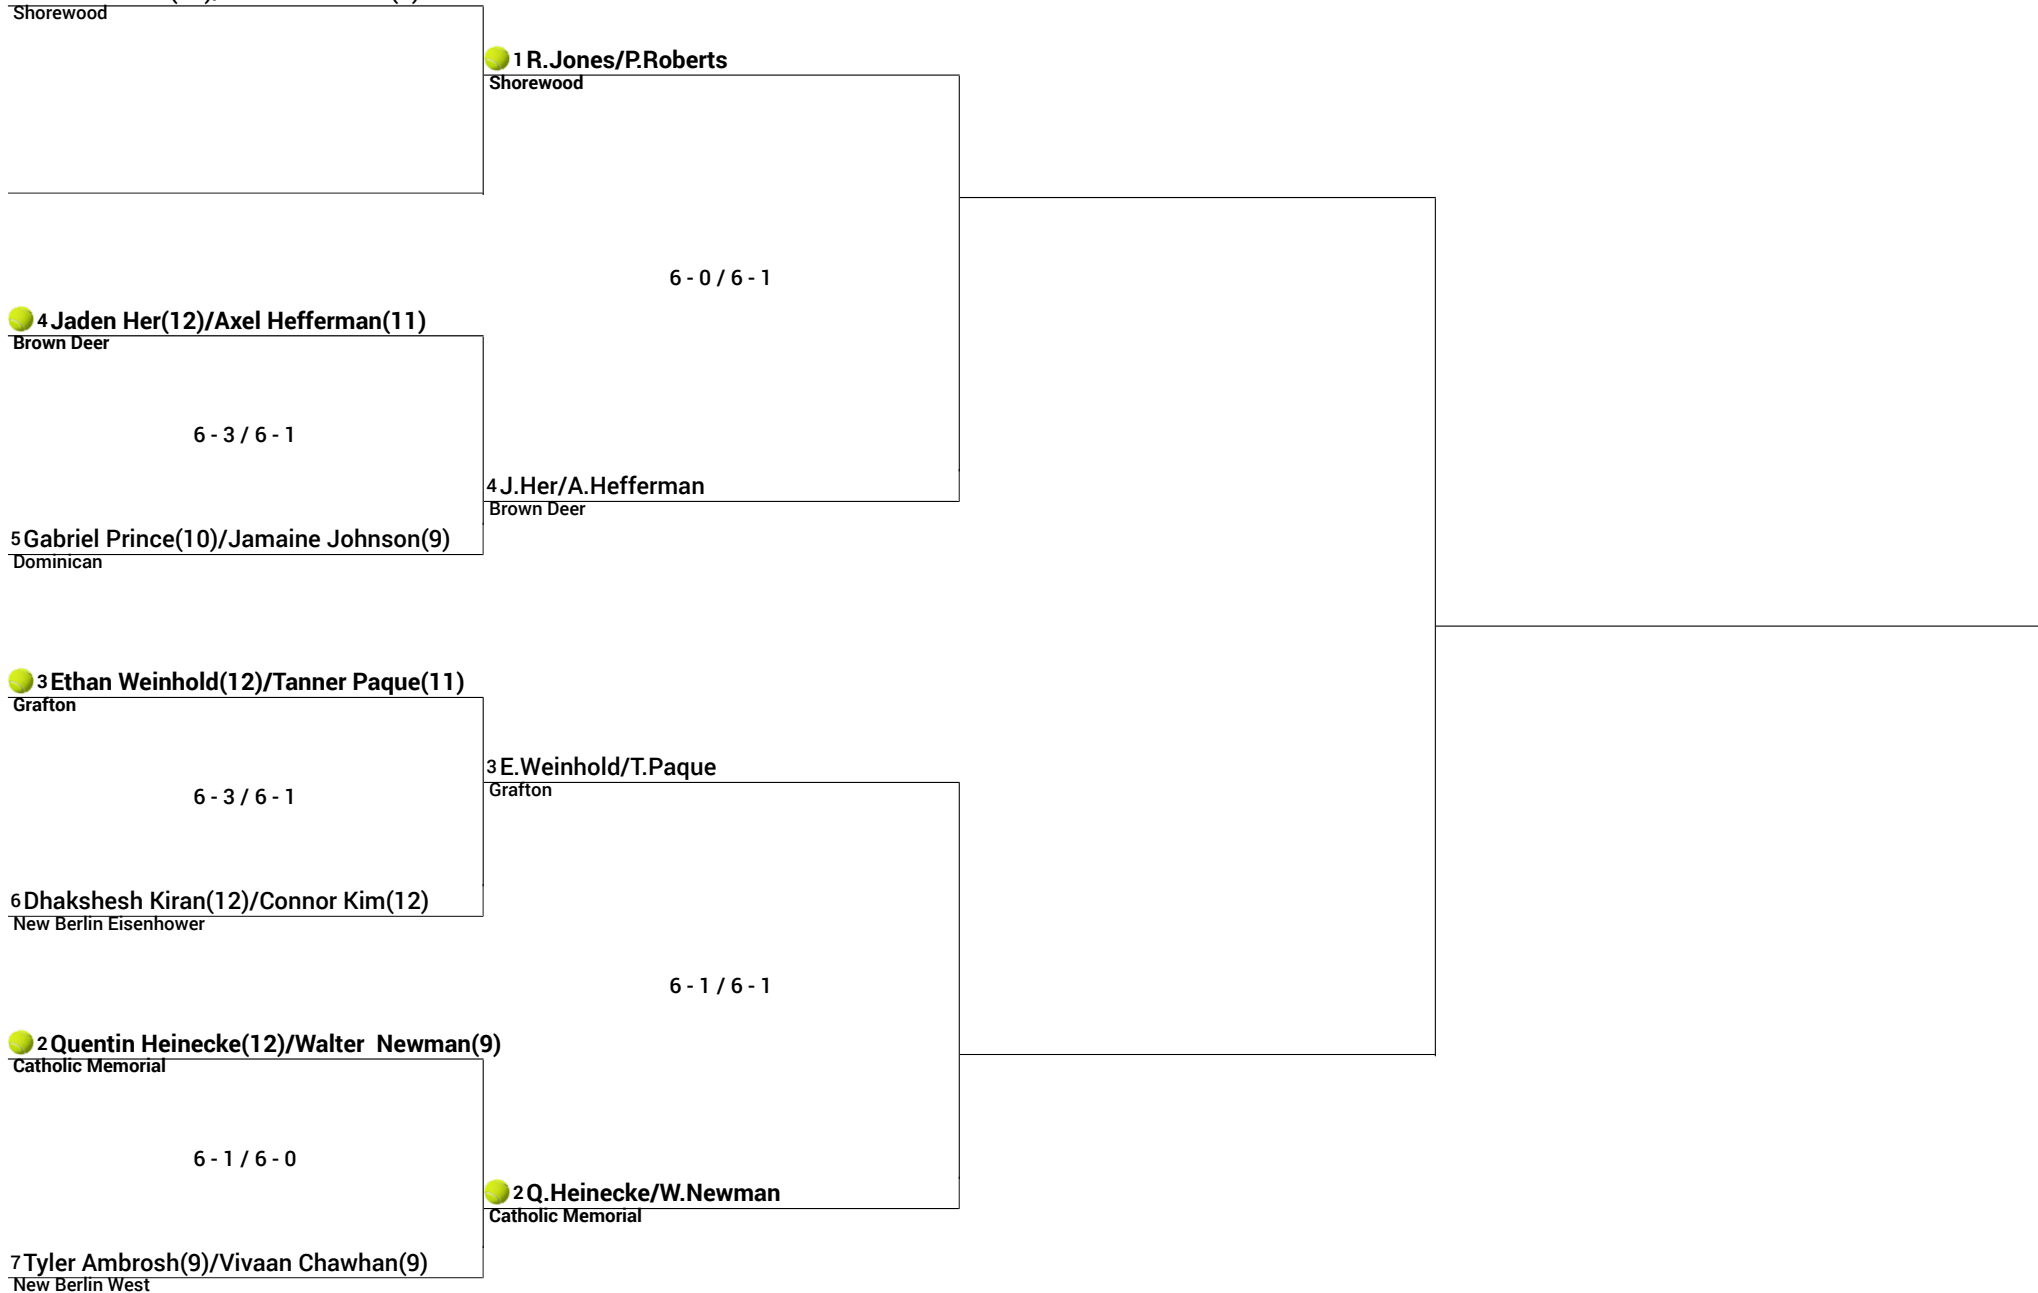 Shorewood
1 R.Jones/P.Roberts
Shorewood
6 - 0 / 6 - 1
4 Jaden Her(12)/Axel Hefferman(11)
Brown Deer
6 - 3 / 6 - 1
4 J.Her/A.Hefferman
Brown Deer
5 Gabriel Prince(10)/Jamaine Johnson(9)
Dominican
3 Ethan Weinhold(12)/Tanner Paque(11)
Grafton
3 E.Weinhold/T.Paque
Grafton
6 - 3 / 6 - 1
6 Dhakshesh Kiran(12)/Connor Kim(12)
New Berlin Eisenhower
6 - 1 / 6 - 1
2 Quentin Heinecke(12)/Walter  Newman(9)
Catholic Memorial
6 - 1 / 6 - 0
2 Q.Heinecke/W.Newman
Catholic Memorial
7 Tyler Ambrosh(9)/Vivaan Chawhan(9)
New Berlin West